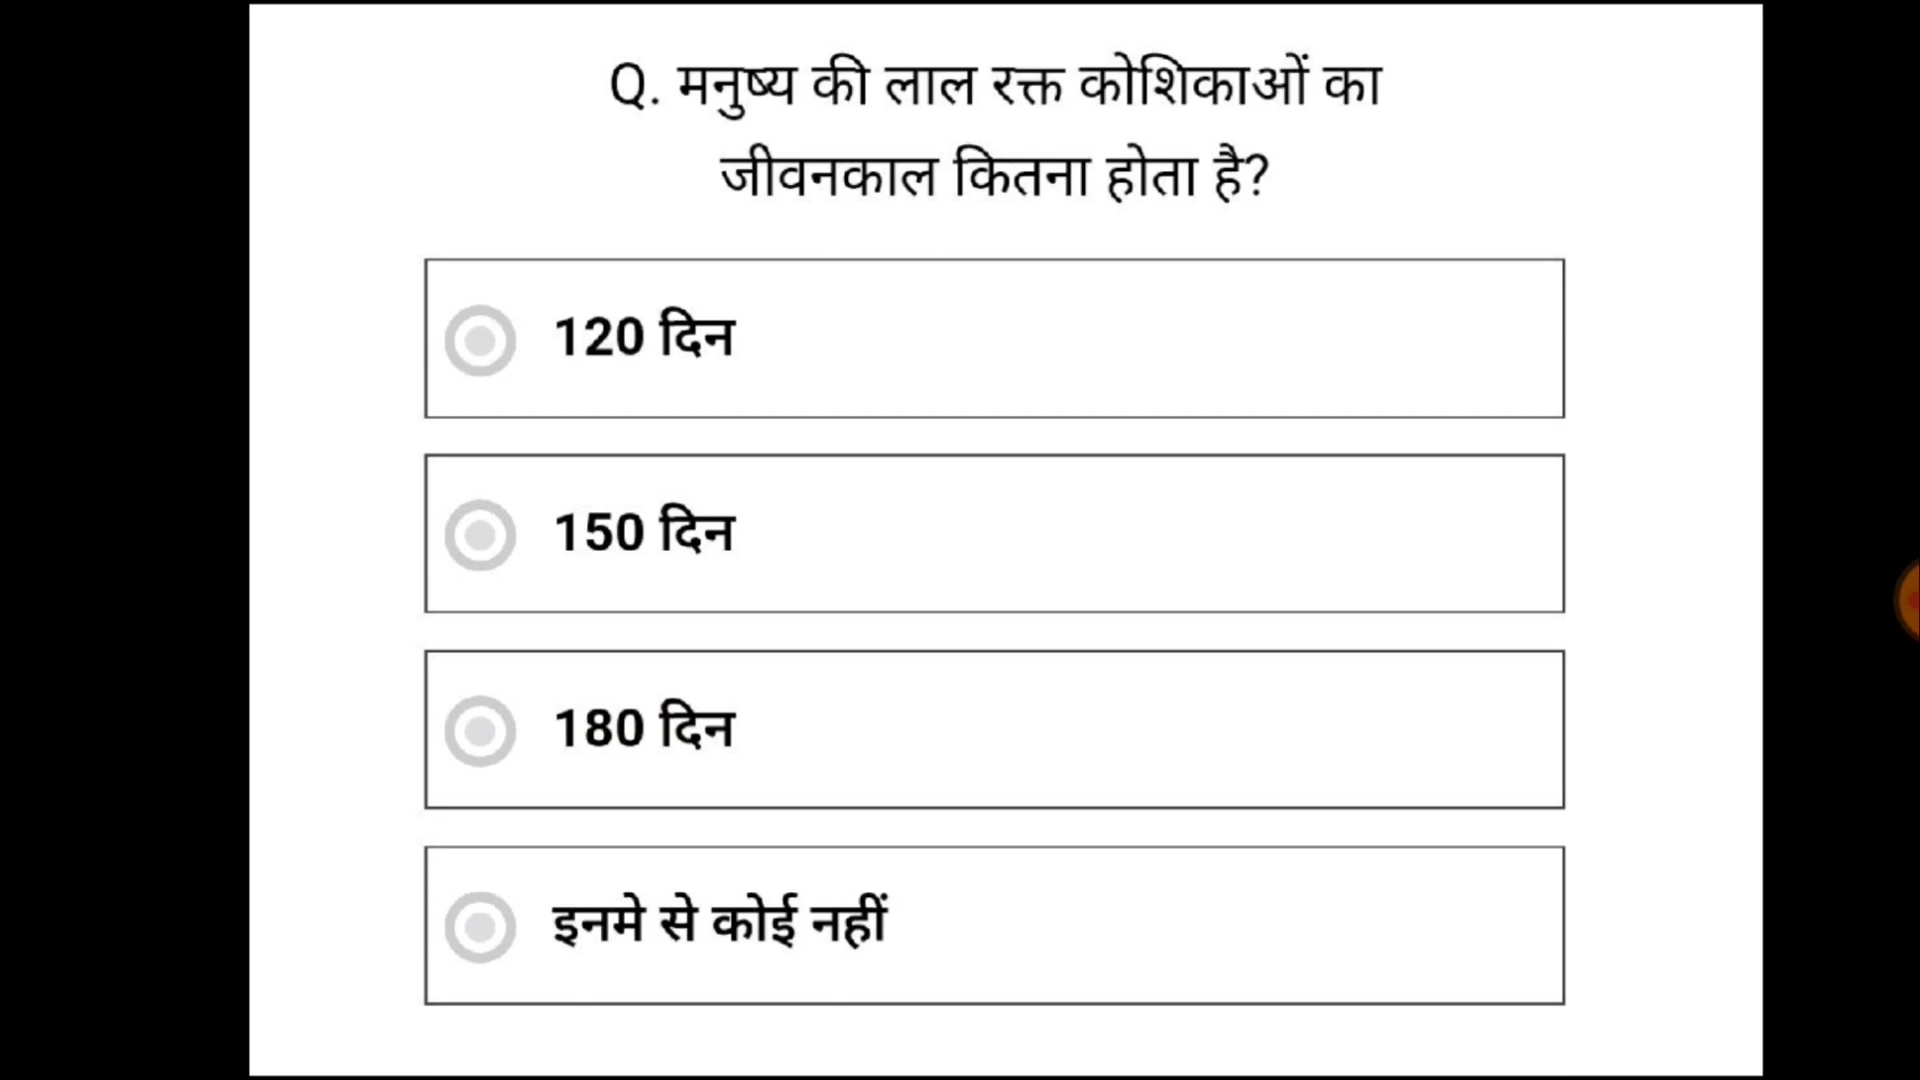 Q. मनुष्य की लाल रक्त कोशिकाओं का
जीवनकाल कितना होता है?
120 दिन
150 दिन
180 दिन
इनमे से कोई नहीं